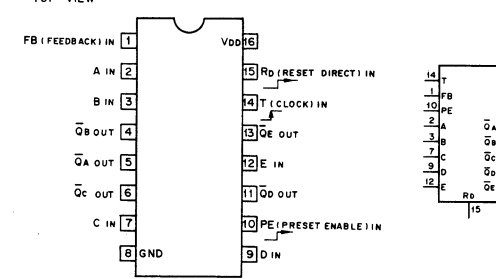 TOP VIEW
FB (FEEDBACK) IN 1
A IN 2
B IN 3
Q̅B OUT 4
Q̅A OUT 5
Q̅C OUT 6
C IN 7
8 GND
VDD 16
15 RD (RESET DIRECT) IN
14 T (CLOCK) IN
13 Q̅E OUT
12 E IN
11 Q̅D OUT
10 PE (PRESET ENABLE) IN
9 D IN
14 T
1 FB
10 PE
2 A Q̅A
3 B Q̅B
7 C Q̅C
9 D Q̅D
12 E Q̅E
RD
15